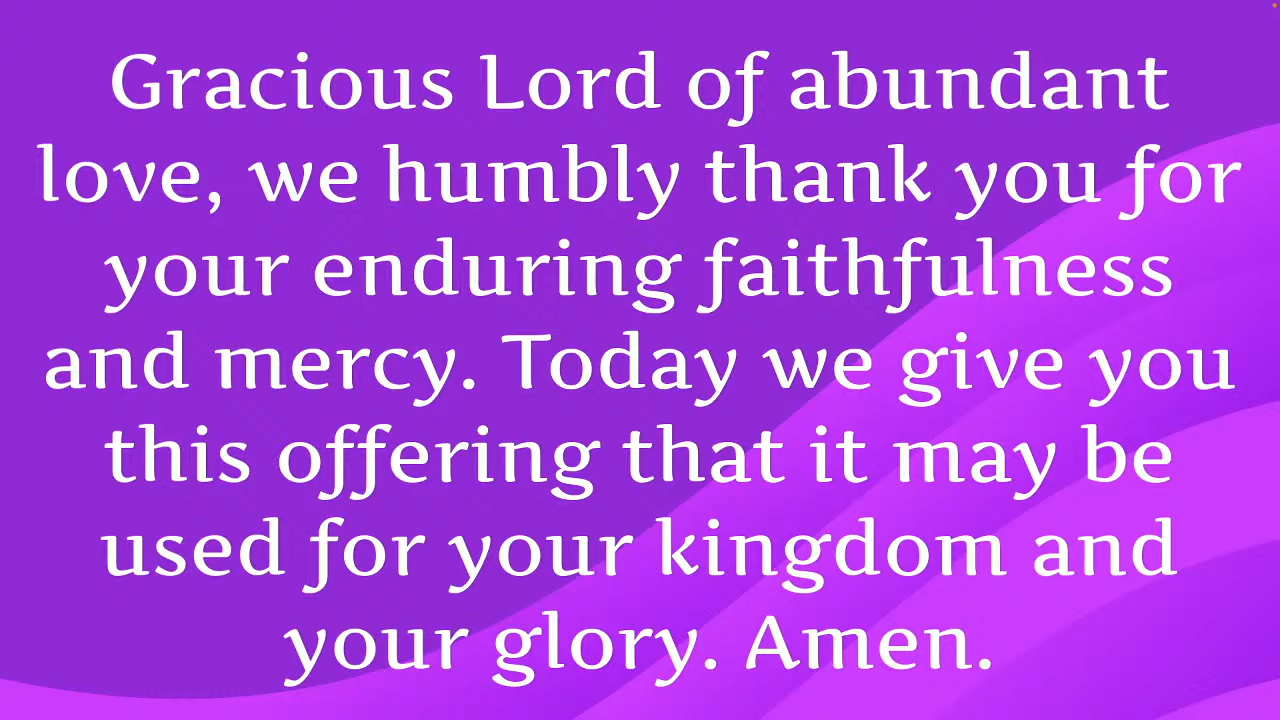 Gracious Lord of abundant
love, we humbly thank you for
your enduring faithfulness
and mercy. Today we give you
this offering that it may be
used for your kingdom and
your glory. Amen.